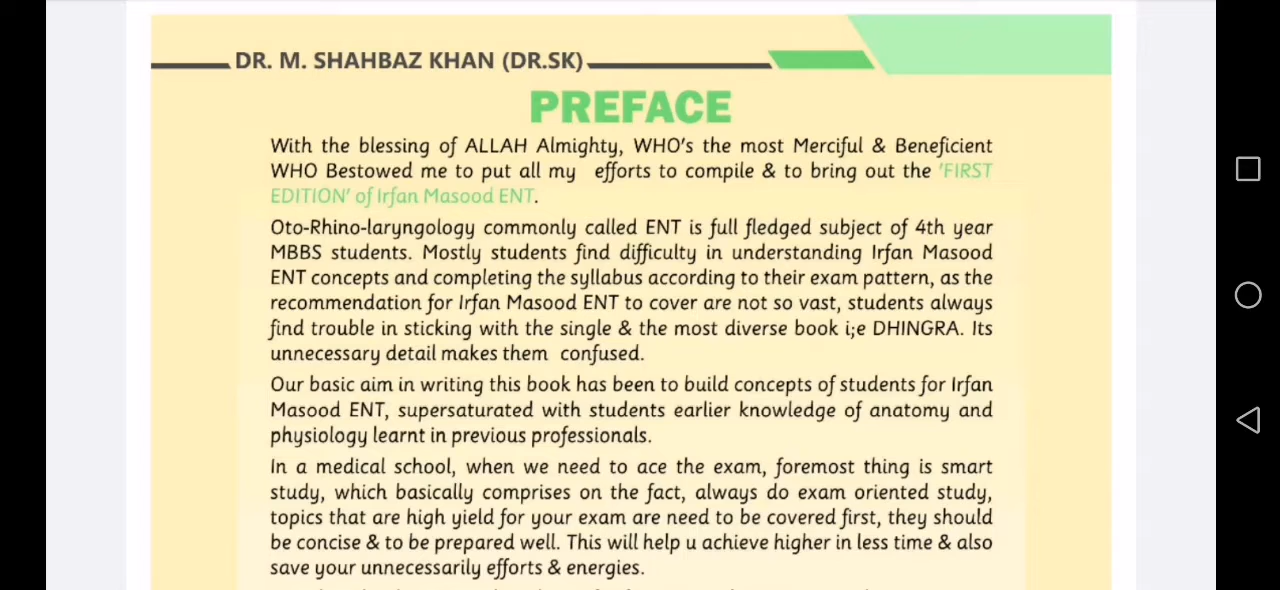 DR. M. SHAHBAZ KHAN (DR.SK)
PREFACE
With the blessing of ALLAH Almighty, WHO's the most Merciful & Beneficient
WHO Bestowed me to put all my efforts to compile & to bring out the 'FIRST
EDITION' of Irfan Masood ENT.
Oto-Rhino-laryngology commonly called ENT is full fledged subject of 4th year
MBBS students. Mostly students find difficulty in understanding Irfan Masood
ENT concepts and completing the syllabus according to their exam pattern, as the
recommendation for Irfan Masood ENT to cover are not so vast, students always
find trouble in sticking with the single & the most diverse book i;e DHINGRA. Its
unnecessary detail makes them confused.
Our basic aim in writing this book has been to build concepts of students for Irfan
Masood ENT, supersaturated with students earlier knowledge of anatomy and
physiology learnt in previous professionals.
In a medical school, when we need to ace the exam, foremost thing is smart
study, which basically comprises on the fact, always do exam oriented study,
topics that are high yield for your exam are need to be covered first, they should
be concise & to be prepared well. This will help u achieve higher in less time & also
save your unnecessarily efforts & energies.